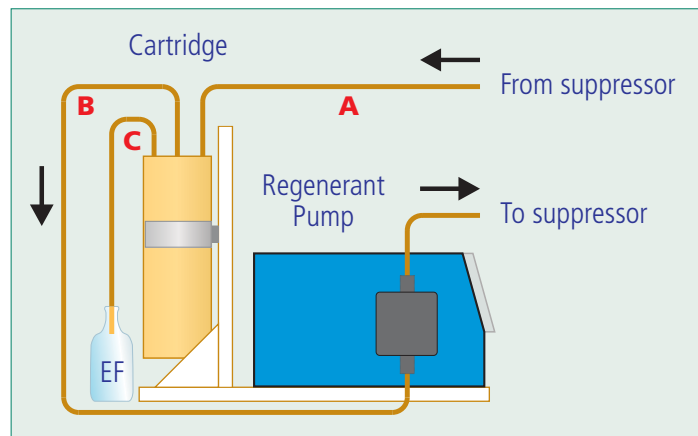 Cartridge
From suppressor
B
A
C
Regenerant
Pump
To suppressor
EF